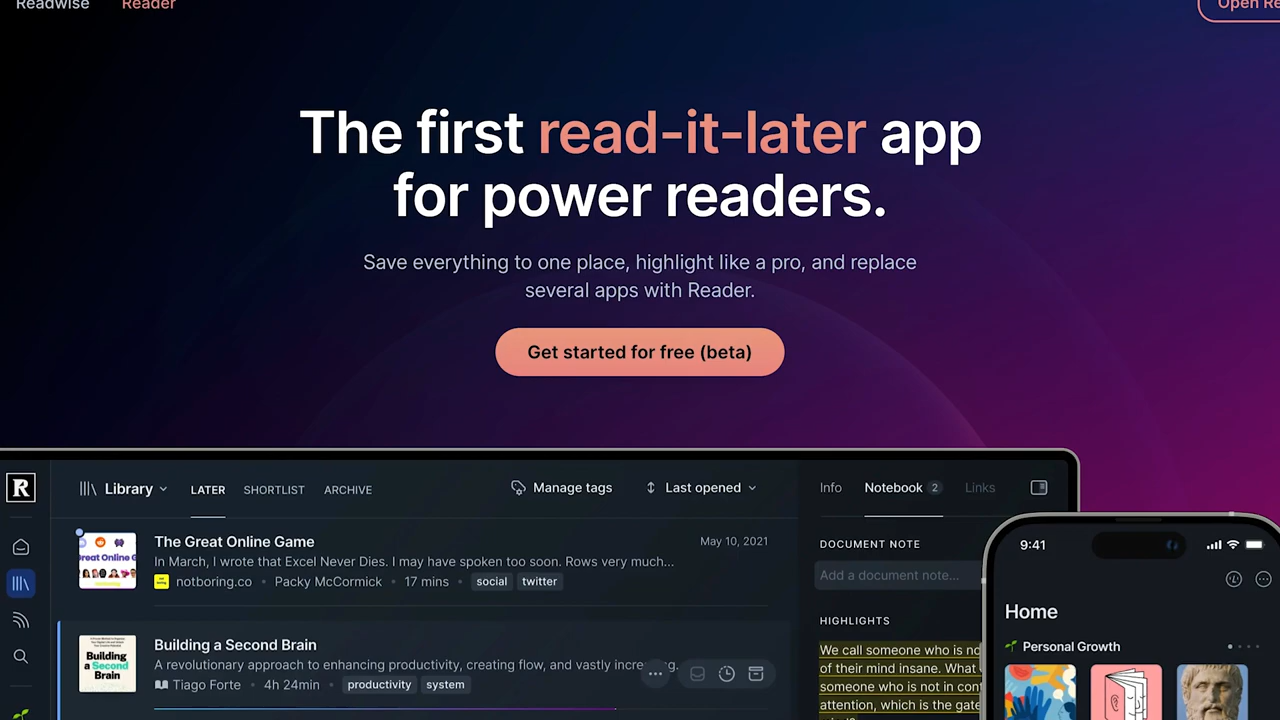 Readwise Reader
Open Re
The first read-it-later app
for power readers.
Save everything to one place, highlight like a pro, and replace
several apps with Reader.
Get started for free (beta)
R
Library LATER SHORTLIST ARCHIVE Manage tags Last opened
The Great Online Game May 10, 2021
In March, I wrote that Excel Never Dies. I may have spoken too soon. Rows very much...
notboring.co • Packy McCormick • 17 mins • social twitter
Building a Second Brain
Building a Second Brain
A revolutionary approach to enhancing productivity, creating flow, and vastly
Tiago Forte • 4h 24min • productivity system
Info Notebook 2 Links
DOCUMENT NOTE
Add a document note...
HIGHLIGHTS
We call someone who is no
of their mind insane. What
someone who is not in cont
attention, which is the gate
9:41
Home
Personal Growth